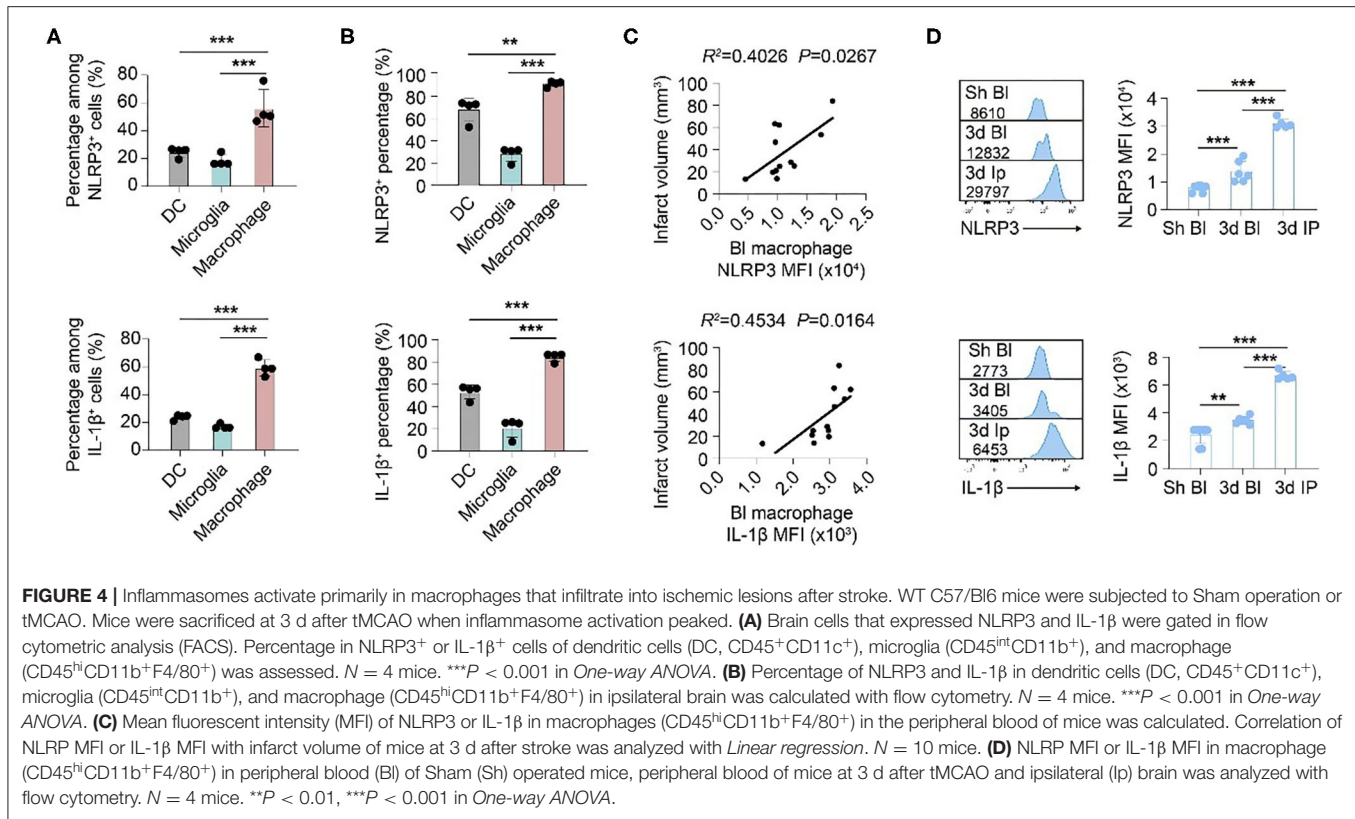 A
***
***
Percentage among
NLRP3⁺ cells (%)
80
60
40
20
0
DC
Microglia
Macrophage
***
***
Percentage among
IL-1β⁺ cells (%)
80
60
40
20
0
DC
Microglia
Macrophage
B
**
***
NLRP3⁺ percentage (%)
100
80
60
40
20
0
DC
Microglia
Macrophage
***
***
IL-1β⁺ percentage (%)
100
80
60
40
20
0
DC
Microglia
Macrophage
C
R²=0.4026 P=0.0267
Infarct volume (mm³)
100
80
60
40
20
0
0.0
0.5
1.0
1.5
2.0
2.5
Bl macrophage
NLRP3 MFI (x10⁴)
R²=0.4534 P=0.0164
Infarct volume (mm³)
100
80
60
40
20
0
0.0
1.0
2.0
3.0
4.0
Bl macrophage
IL-1β MFI (x10³)
D
Sh Bl
8610
3d Bl
12832
3d Ip
29797
NLRP3
***
***
***
NLRP3 MFI (x10⁴)
4
3
2
1
0
Sh Bl 3d Bl 3d IP
Sh Bl
2773
3d Bl
3405
3d Ip
6453
IL-1β
***
***
**
IL-1β MFI (x10³)
8
6
4
2
0
Sh Bl 3d Bl 3d IP
FIGURE 4 | Inflammasomes activate primarily in macrophages that infiltrate into ischemic lesions after stroke. WT C57/Bl6 mice were subjected to Sham operation or
tMCAO. Mice were sacrificed at 3 d after tMCAO when inflammasome activation peaked. (A) Brain cells that expressed NLRP3 and IL-1β were gated in flow
cytometric analysis (FACS). Percentage in NLRP3⁺ or IL-1β⁺ cells of dendritic cells (DC, CD45⁺CD11c⁺), microglia (CD45ⁱⁿᵗCD11b⁺), and macrophage
(CD45ʰⁱCD11b⁺F4/80⁺) was assessed. N = 4 mice. ***P < 0.001 in One-way ANOVA. (B) Percentage of NLRP3 and IL-1β in dendritic cells (DC, CD45⁺CD11c⁺),
microglia (CD45ⁱⁿᵗCD11b⁺), and macrophage (CD45ʰⁱCD11b⁺F4/80⁺) in ipsilateral brain was calculated with flow cytometry. N = 4 mice. ***P < 0.001 in One-way
ANOVA. (C) Mean fluorescent intensity (MFI) of NLRP3 or IL-1β in macrophages (CD45ʰⁱCD11b⁺F4/80⁺) in the peripheral blood of mice was calculated. Correlation of
NLRP MFI or IL-1β MFI with infarct volume of mice at 3 d after stroke was analyzed with Linear regression. N = 10 mice. (D) NLRP MFI or IL-1β MFI in macrophage
(CD45ʰⁱCD11b⁺F4/80⁺) in peripheral blood (Bl) of Sham (Sh) operated mice, peripheral blood of mice at 3 d after tMCAO and ipsilateral (Ip) brain was analyzed with
flow cytometry. N = 4 mice. **P < 0.01, ***P < 0.001 in One-way ANOVA.